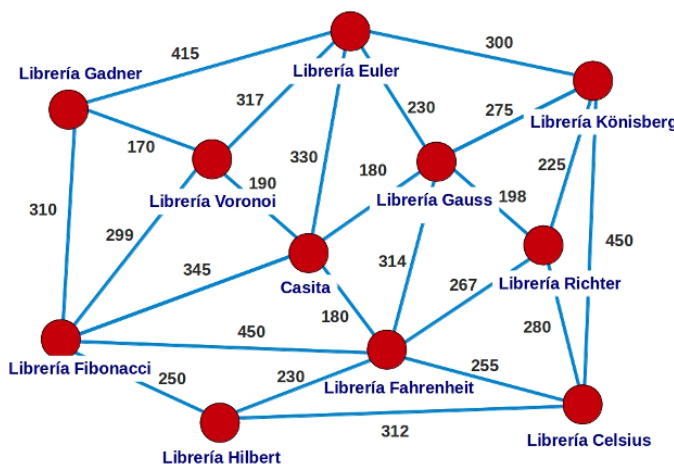 415
300
Librería Gadner
Librería Euler
317
230
275
Librería Könisberg
170
330
180
225
190
Librería Voronoi
Librería Gauss
198
310
299
450
345
314
267
Casita
Librería Richter
180
450
280
Librería Fibonacci
255
250
230
Librería Fahrenheit
312
Librería Hilbert
Librería Celsius